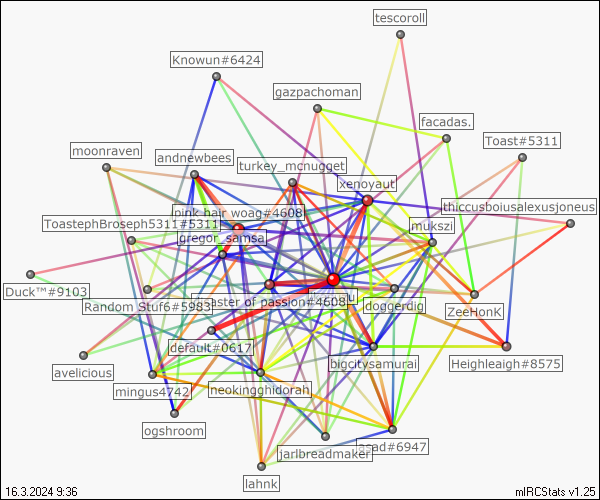 tescoroll
Knowun#6424
gazpachoman
facadas.
Toast#5311
moonraven
andnewbees
turkey_mcnugget
xenoyaut
pink hair woag#4608
thiccusboiusalexusjoneus
ToastephBroseph5311#5311
mukszi
gregor_samsa
Duck™#9103
Random Stuf6#5983
master of passion#4608
doggerdig
ZeeHonK
default#0617
avelicious
bigcitysamurai
Heighleaigh#8575
mingus4742
neokingghidorah
ogshroom
jarlbreadmaker
#6947
lahnk
16.3.2024 9:36
mIRCStats v1.25